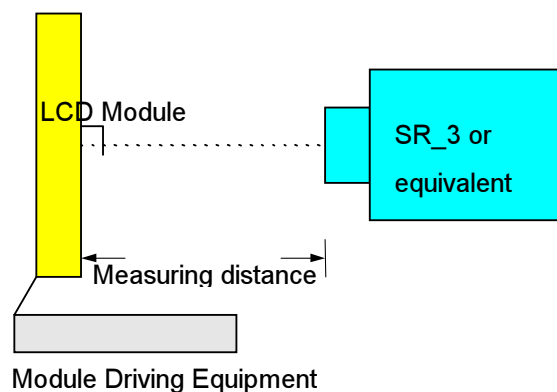 LCD Module
SR_3 or
equivalent
Measuring distance
Module Driving Equipment